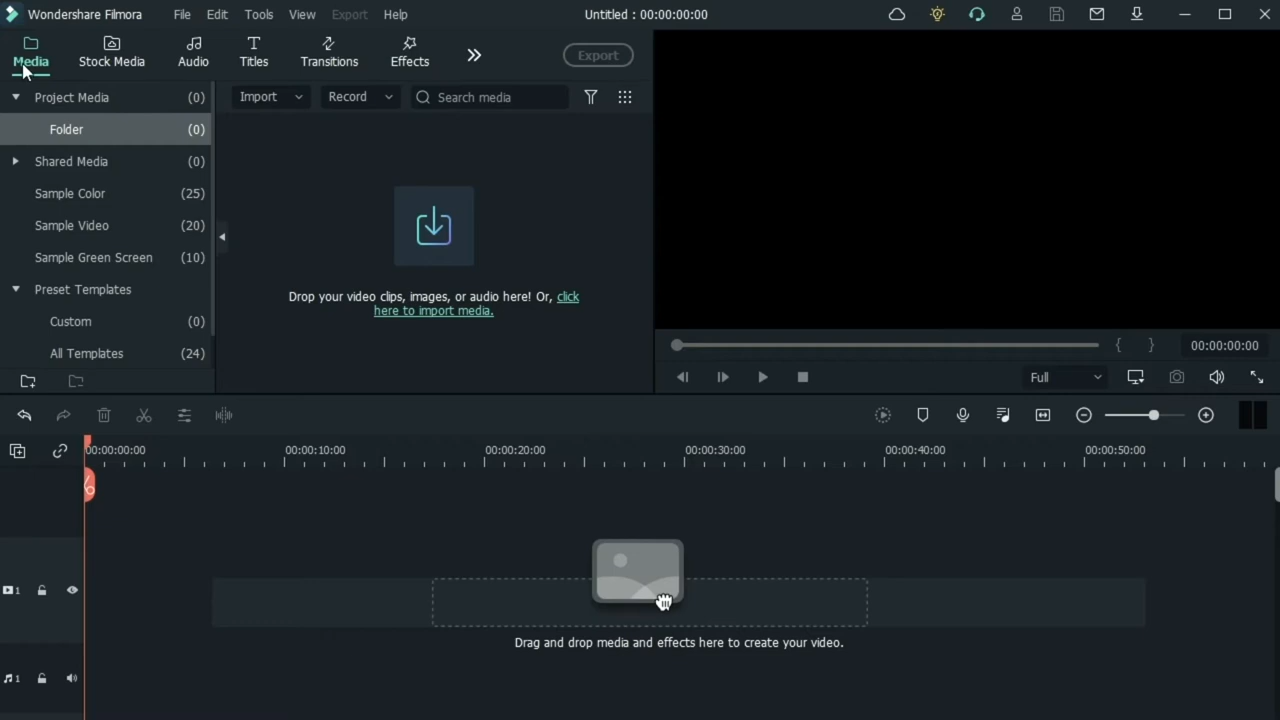 Wondershare Filmora
File Edit Tools View Export Help
Untitled : 00:00:00:00
Media
Stock Media
Audio
Titles
Transitions
Effects
Export
Project Media (0)
Folder (0)
Shared Media (0)
Sample Color (25)
Sample Video (20)
Sample Green Screen (10)
Preset Templates
Custom (0)
All Templates (24)
Import
Record
Search media
Drop your video clips, images, or audio here! Or, click
here to import media.
{ }
00:00:00:00
Full
00:00:00:00
00:00:10:00
00:00:20:00
00:00:30:00
00:00:40:00
00:00:50:00
1
Drag and drop media and effects here to create your video.
1